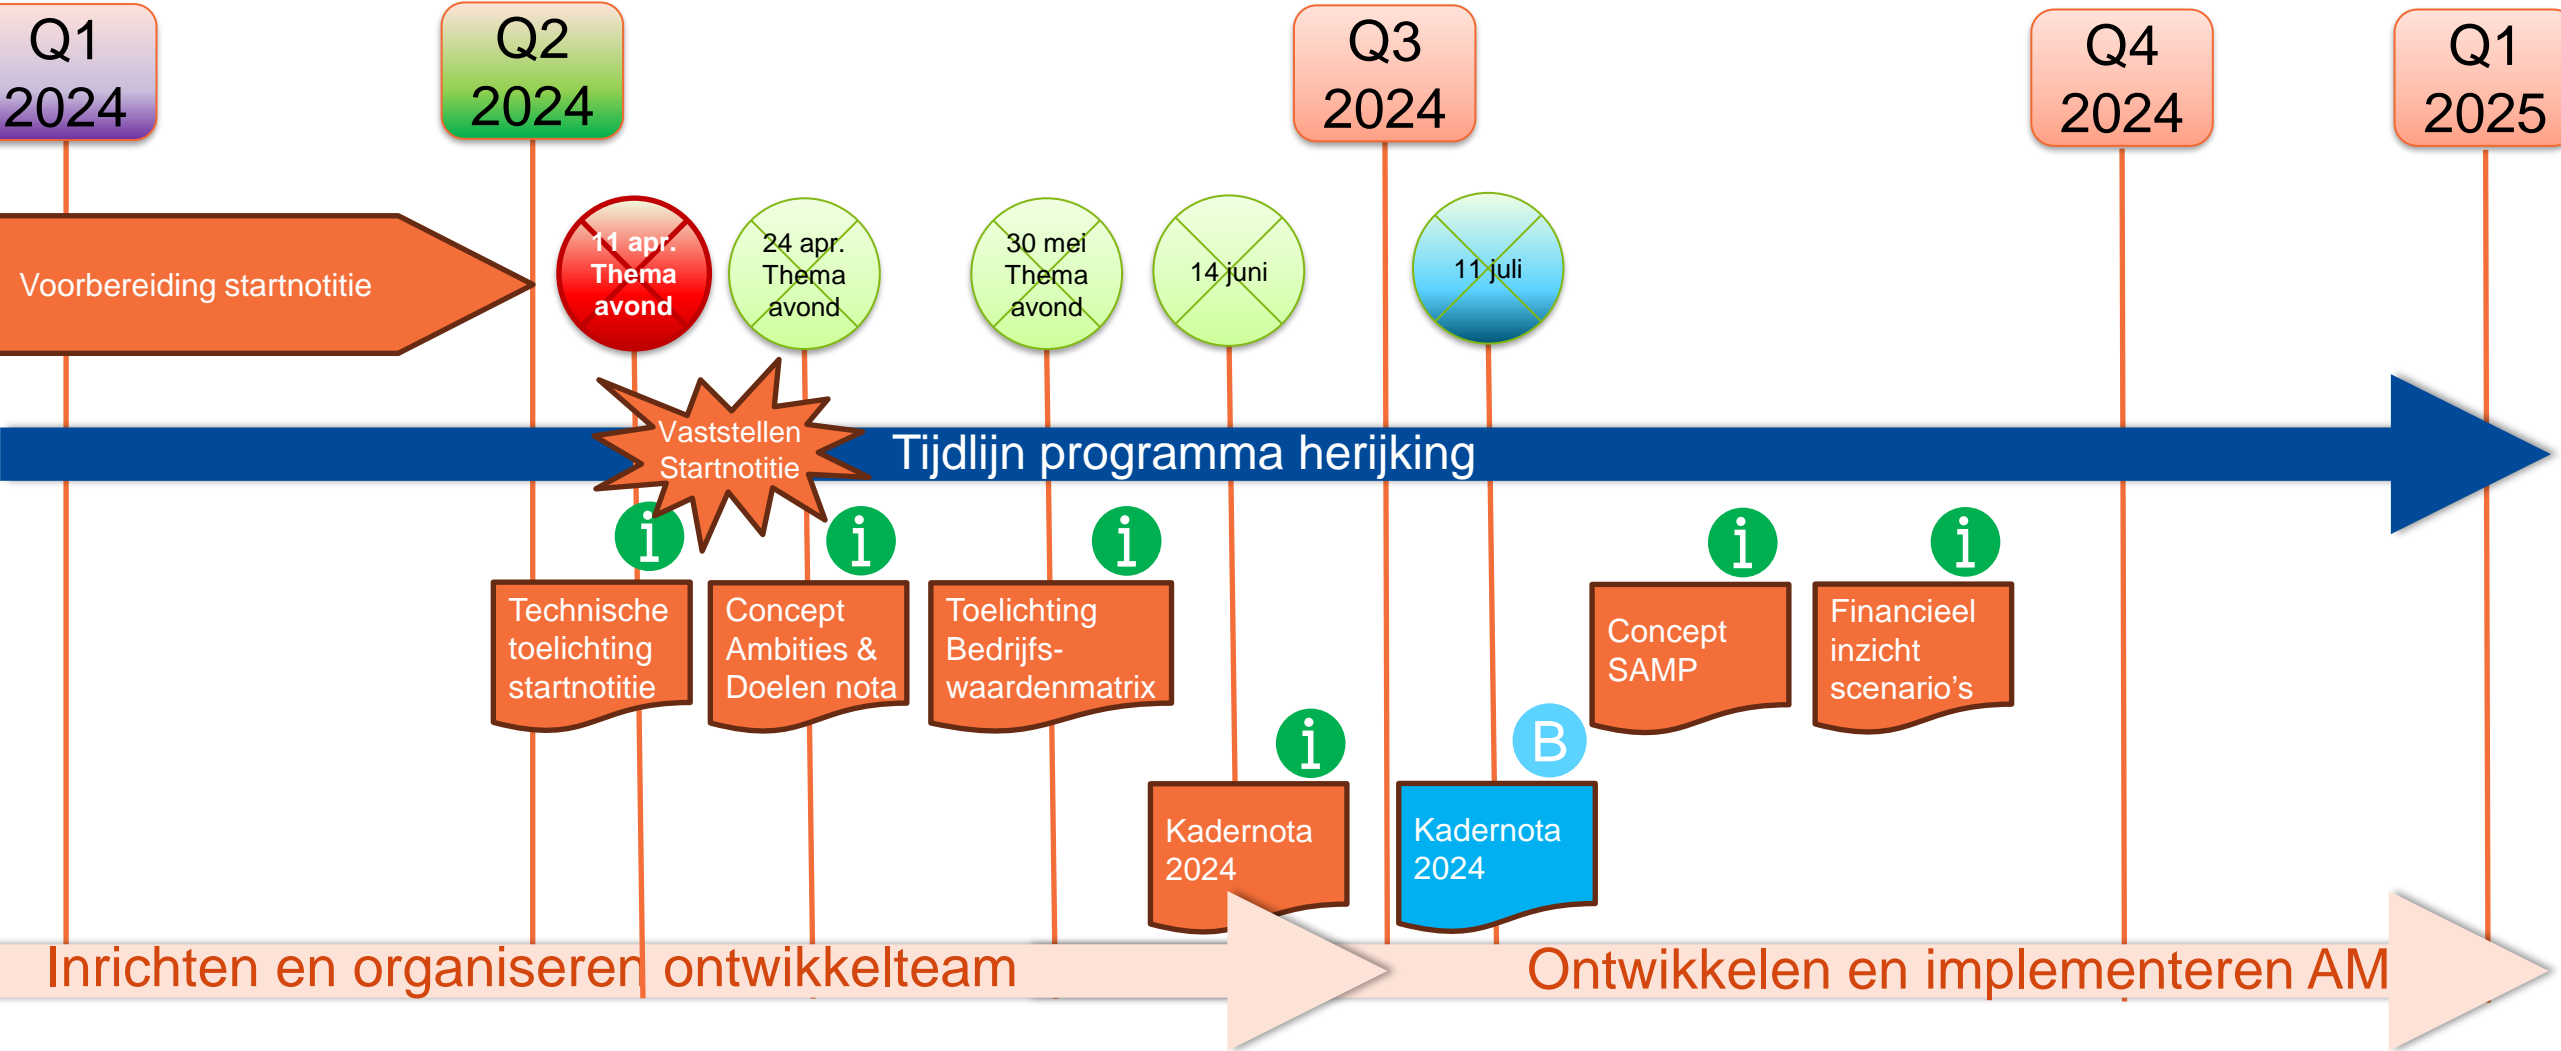 Q1
2024
Q2
2024
Q3
2024
Q4
2024
Q1
2025
Voorbereiding startnotitie
11 apr.
Thema
avond
24 apr.
Thema
avond
30 mei
Thema
avond
14 juni
11 juli
Vaststellen
Startnotitie
Tijdlijn programma herijking
i
i
i
i
i
Technische
toelichting
startnotitie
Concept
Ambities &
Doelen nota
Toelichting
Bedrijfs-
waardenmatrix
Concept
SAMP
Financieel
inzicht
scenario's
i
B
Kadernota
2024
Kadernota
2024
Inrichten en organiseren ontwikkelteam
Ontwikkelen en implementeren AM